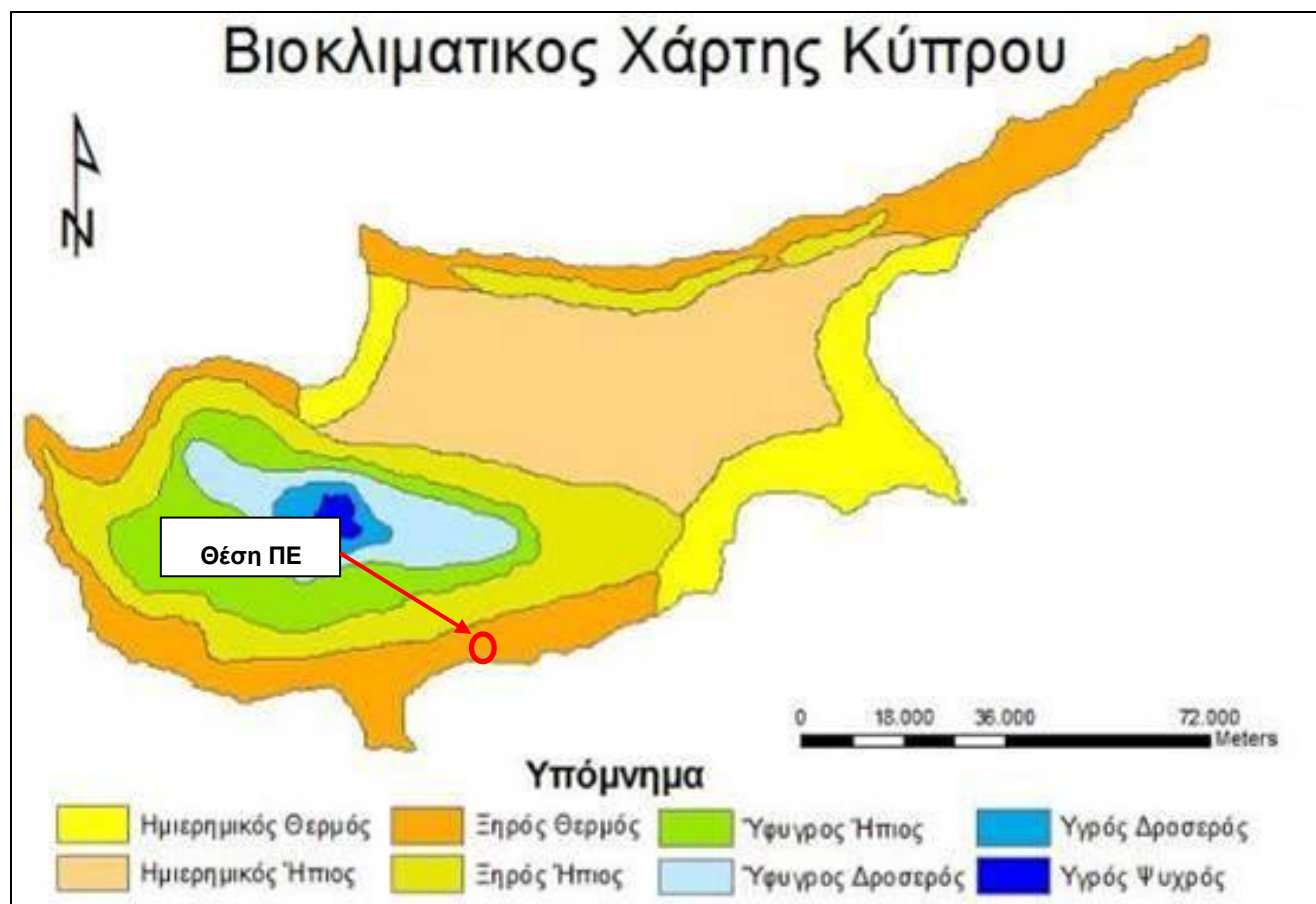 Βιοκλιματικος Χάρτης Κύπρου
N
Θέση ΠΕ
0 18.000 36.000 72.000
Meters
Υπόμνημα
Ημιερημικός Θερμός Ξηρός Θερμός Ύφυγρος Ήπιος Υγρός Δροσερός
Ημιερημικός Ήπιος Ξηρός Ήπιος Ύφυγρος Δροσερός Υγρός Ψυχρός